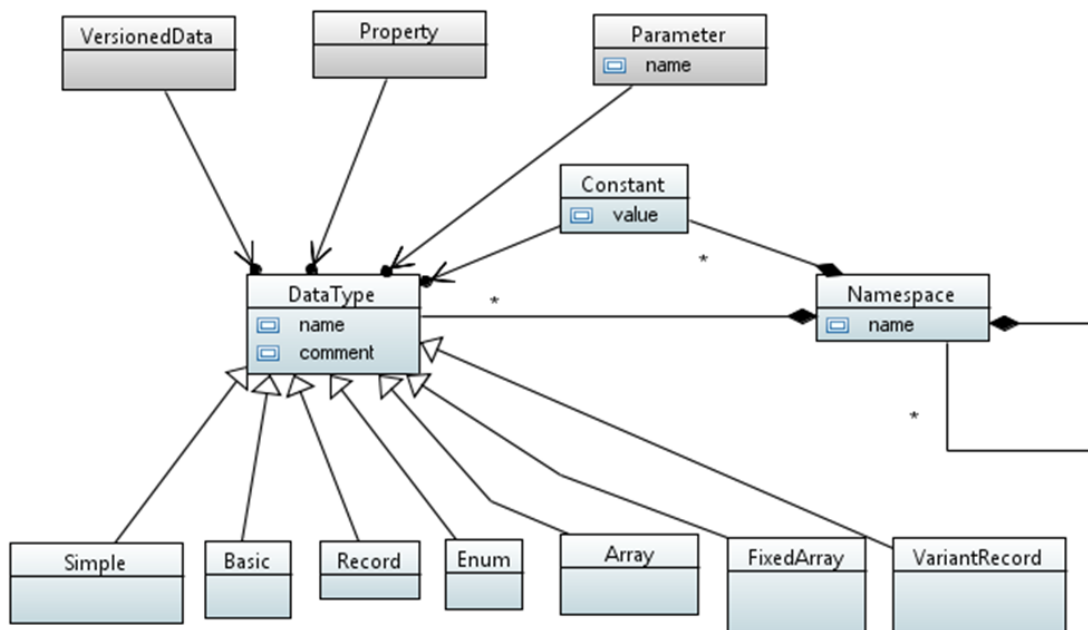 VersionedData
Property
Parameter
name
Constant
value
*
*
DataType
name
comment
Namespace
name
*
Simple
Basic
Record
Enum
Array
FixedArray
VariantRecord